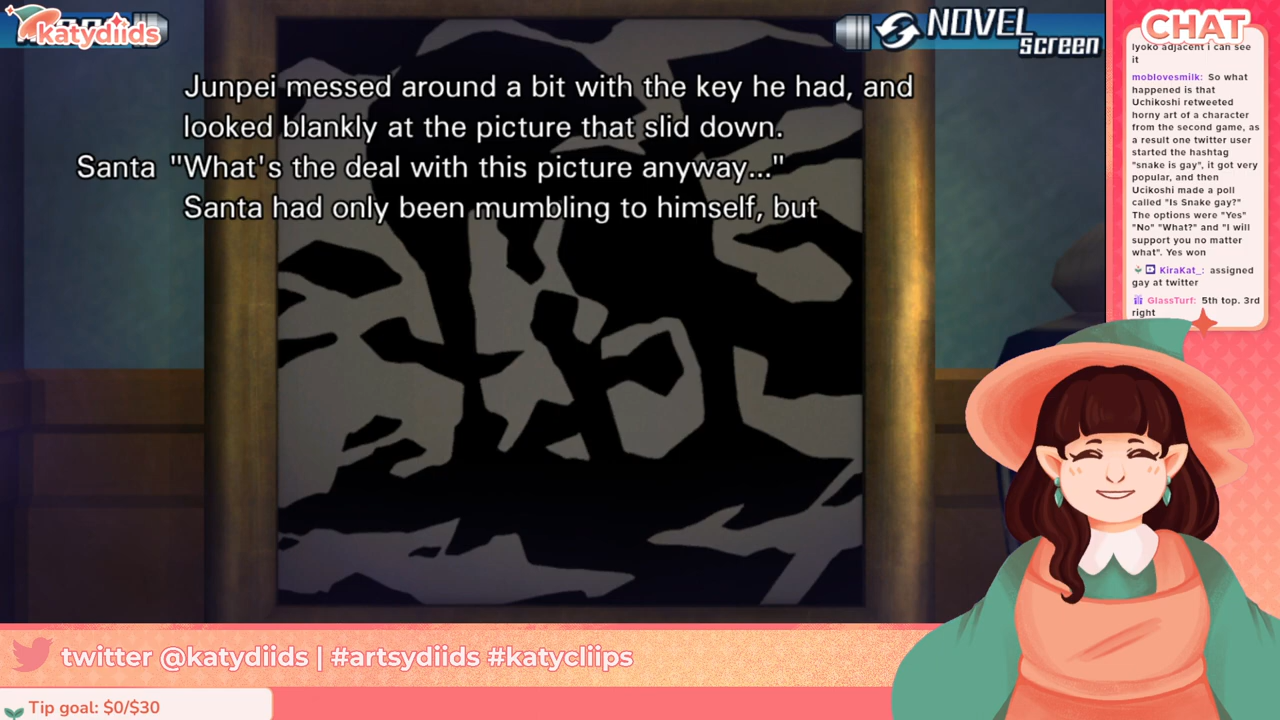 katydiids
NOVEL
Screen
Junpei messed around a bit with the key he had, and
looked blankly at the picture that slid down.
Santa "What's the deal with this picture anyway..."
Santa had only been mumbling to himself, but
CHAT
lyoko adjacent i can see
it
moblovesmilk: So what
happened is that
Uchikoshi retweeted
horny art of a character
from the second game, as
a result one twitter user
started the hashtag
"snake is gay", it got very
popular, and then
Ucikoshi made a poll
called "Is Snake gay?"
The options were "Yes"
"No" "What?" and "I will
support you no matter
what". Yes won
KiraKat_: assigned
gay at twitter
GlassTurf: 5th top. 3rd
right
twitter @katydiids | #artsydiids #katycliips
Tip goal: $0/$30